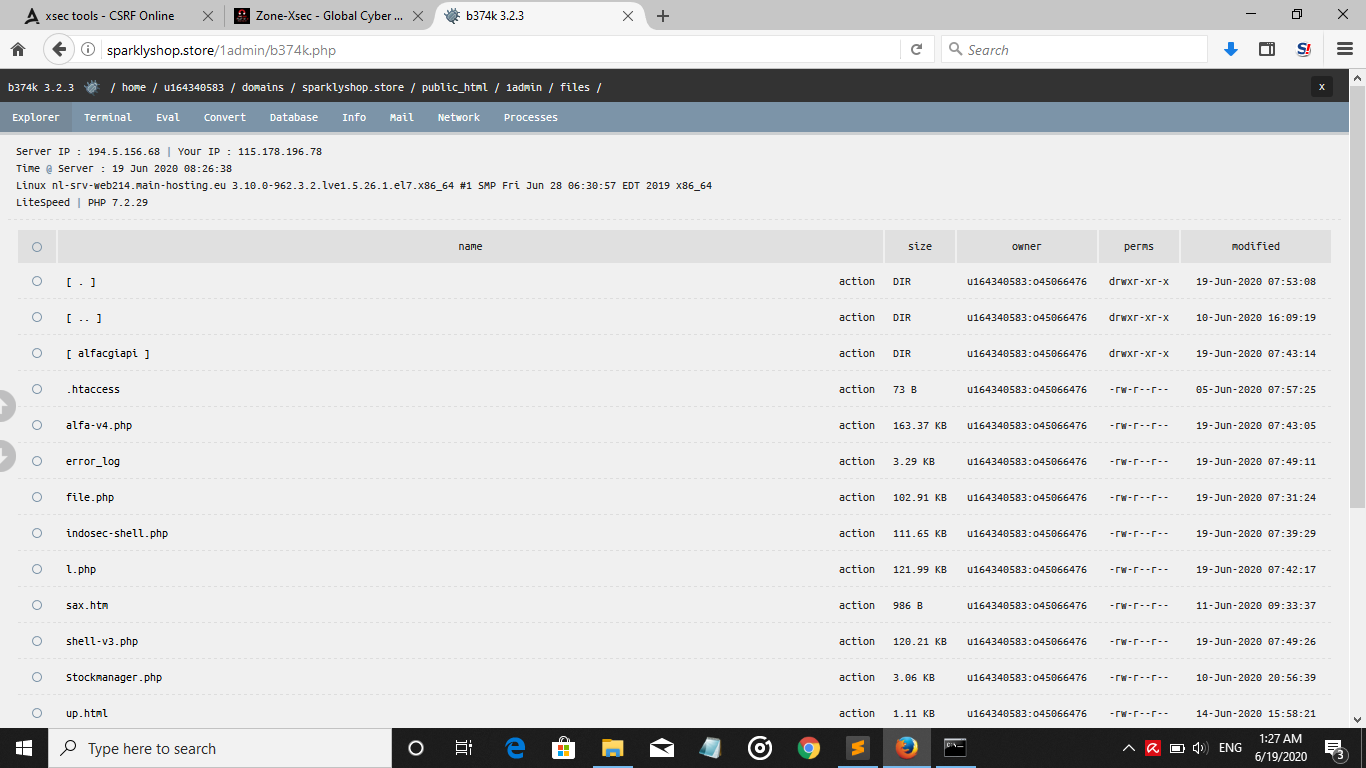 xsec tools - CSRF Online
Zone-Xsec - Global Cyber ...
b374k 3.2.3
sparklyshop.store/1admin/b374k.php
Search
b374k 3.2.3 / home / u164340583 / domains / sparklyshop.store / public_html / 1admin / files / x
Explorer Terminal Eval Convert Database Info Mail Network Processes
Server IP : 194.5.156.68 | Your IP : 115.178.196.78
Time @ Server : 19 Jun 2020 08:26:38
Linux nl-srv-web214.main-hosting.eu 3.10.0-962.3.2.lve1.5.26.1.el7.x86_64 #1 SMP Fri Jun 28 06:30:57 EDT 2019 x86_64
LiteSpeed | PHP 7.2.29
name size owner perms modified
[ . ] action DIR u164340583:o45066476 drwxr-xr-x 19-Jun-2020 07:53:08
[ .. ] action DIR u164340583:o45066476 drwxr-xr-x 10-Jun-2020 16:09:19
[ alfacgiapi ] action DIR u164340583:o45066476 drwxr-xr-x 19-Jun-2020 07:43:14
.htaccess action 73 B u164340583:o45066476 -rw-r--r-- 05-Jun-2020 07:57:25
alfa-v4.php action 163.37 KB u164340583:o45066476 -rw-r--r-- 19-Jun-2020 07:43:05
error_log action 3.29 KB u164340583:o45066476 -rw-r--r-- 19-Jun-2020 07:49:11
file.php action 102.91 KB u164340583:o45066476 -rw-r--r-- 19-Jun-2020 07:31:24
indosec-shell.php action 111.65 KB u164340583:o45066476 -rw-r--r-- 19-Jun-2020 07:39:29
l.php action 121.99 KB u164340583:o45066476 -rw-r--r-- 19-Jun-2020 07:42:17
sax.htm action 986 B u164340583:o45066476 -rw-r--r-- 11-Jun-2020 09:33:37
shell-v3.php action 120.21 KB u164340583:o45066476 -rw-r--r-- 19-Jun-2020 07:49:26
Stockmanager.php action 3.06 KB u164340583:o45066476 -rw-r--r-- 10-Jun-2020 20:56:39
up.html action 1.11 KB u164340583:o45066476 -rw-r--r-- 14-Jun-2020 15:58:21
Type here to search
ENG
1:27 AM
6/19/2020
3